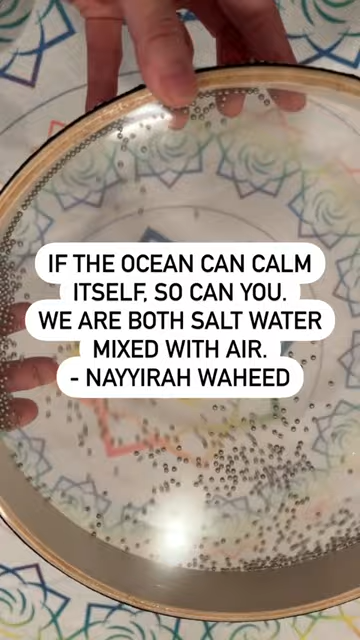 IF THE OCEAN CAN CALM
ITSELF, SO CAN YOU.
WE ARE BOTH SALT WATER
MIXED WITH AIR.
- NAYYIRAH WAHEED